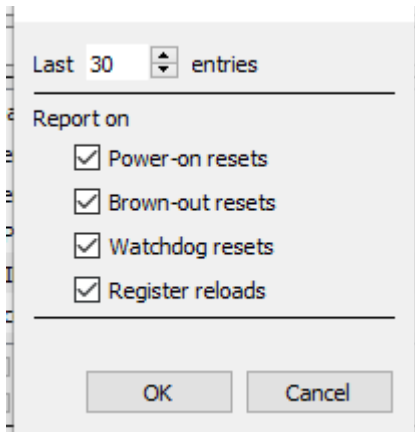 Last 30 entries
Report on
Power-on resets
Brown-out resets
Watchdog resets
Register reloads
OK Cancel